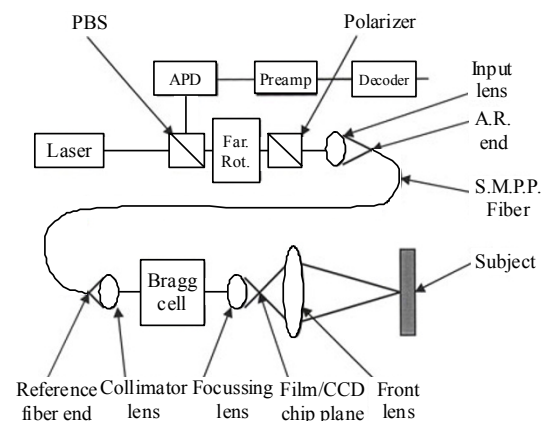 PBS
Polarizer
APD
Preamp
Decoder
Input
lens
A.R.
end
Laser
Far.
Rot.
S.M.P.P.
Fiber
Bragg
cell
Subject
Reference
fiber end
Collimator
lens
Focussing
lens
Film/CCD
chip plane
Front
lens